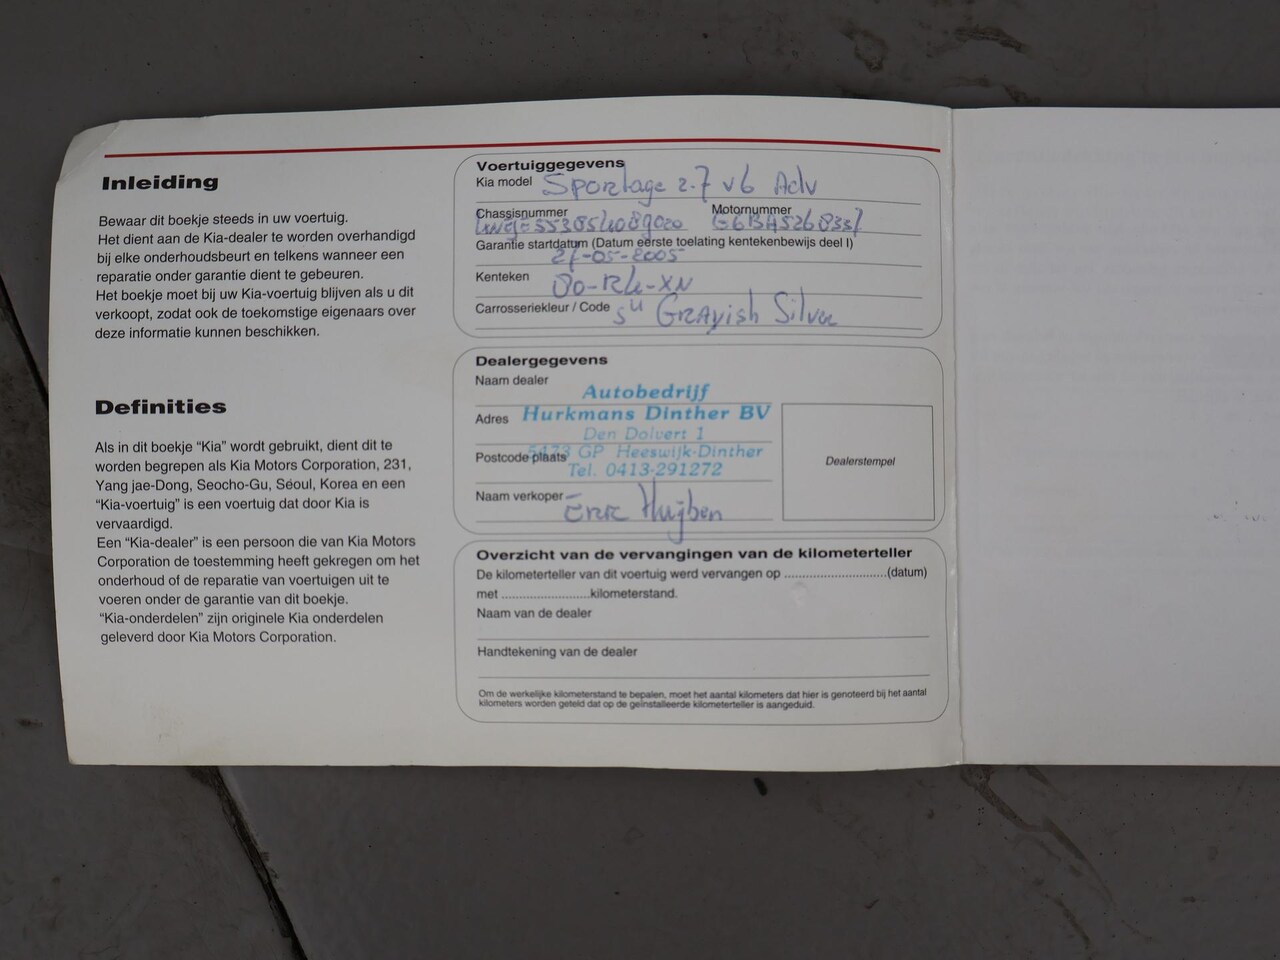 Inleiding
Bewaar dit boekje steeds in uw voertuig.
Het dient aan de Kia-dealer te worden overhandigd
bij elke onderhoudsbeurt en telkens wanneer een
reparatie onder garantie dient te gebeuren.
Het boekje moet bij uw Kia-voertuig blijven als u dit
verkoopt, zodat ook de toekomstige eigenaars over
deze informatie kunnen beschikken.
Definities
Als in dit boekje “Kia” wordt gebruikt, dient dit te
worden begrepen als Kia Motors Corporation, 231,
Yang jae-Dong, Seocho-Gu, Seoul, Korea en een
“Kia-voertuig” is een voertuig dat door Kia is
vervaardigd.
Een “Kia-dealer” is een persoon die van Kia Motors
Corporation de toestemming heeft gekregen om het
onderhoud of de reparatie van voertuigen uit te
voeren onder de garantie van dit boekje.
“Kia-onderdelen” zijn originele Kia onderdelen
geleverd door Kia Motors Corporation.
Voertuiggegevens
Kia model Sportage 2.7 v6 Adv
Chassisnummer Motornummer
Garantie startdatum (Datum eerste toelating kentekenbewijs deel I)
Kenteken
Carrosseriekleur / Code Grayish Silver
Dealergegevens
Naam dealer
Autobedrijf
Adres Hurkmans Dinther BV
Den Dolvert 1
Postcode plaats 5473 GP Heeswijk-Dinther
Tel. 0413-291272
Dealerstempel
Naam verkoper Eric Huijben
Overzicht van de vervangingen van de kilometerteller
De kilometerteller van dit voertuig werd vervangen op ..............................(datum)
met .........................kilometerstand.
Naam van de dealer
Handtekening van de dealer
Om de werkelijke kilometerstand te bepalen, moet het aantal kilometers dat hier is genoteerd bij het aantal
kilometers worden geteld dat op de geïnstalleerde kilometerteller is aangeduid.